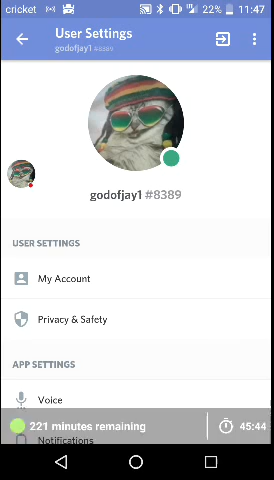 cricket 22% 11:47
User Settings
godofjay1 #8389
godofjay1 #8389
USER SETTINGS
My Account
Privacy & Safety
APP SETTINGS
Voice
221 minutes remaining 45:44
Notifications